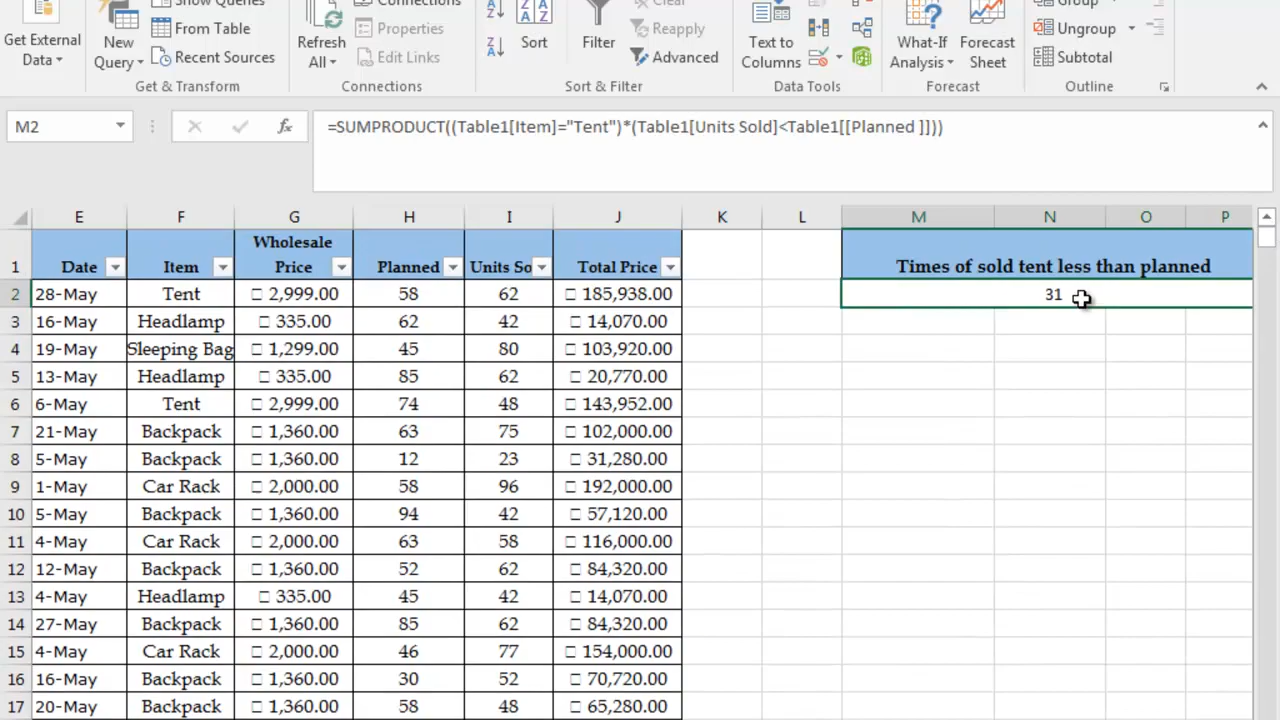 Show Queries
Connections
Clear
Group
Get External
Data
New
Query
From Table
Recent Sources
Refresh
All
Properties
Edit Links
Sort
Filter
Reapply
Advanced
Text to
Columns
What-If
Analysis
Forecast
Sheet
Ungroup
Subtotal
Get & Transform
Connections
Sort & Filter
Data Tools
Forecast
Outline
M2
fx
=SUMPRODUCT((Table1[Item]="Tent")*(Table1[Units Sold]<Table1[[Planned ]]))
E F G H I J K L M N O P
1 Date Item Wholesale Price Planned Units So Total Price Times of sold tent less than planned
2 28-May Tent 2,999.00 58 62 185,938.00 31
3 16-May Headlamp 335.00 62 42 14,070.00
4 19-May Sleeping Bag 1,299.00 45 80 103,920.00
5 13-May Headlamp 335.00 85 62 20,770.00
6 6-May Tent 2,999.00 74 48 143,952.00
7 21-May Backpack 1,360.00 63 75 102,000.00
8 5-May Backpack 1,360.00 12 23 31,280.00
9 1-May Car Rack 2,000.00 58 96 192,000.00
10 5-May Backpack 1,360.00 94 42 57,120.00
11 4-May Car Rack 2,000.00 63 58 116,000.00
12 12-May Backpack 1,360.00 52 62 84,320.00
13 4-May Headlamp 335.00 45 42 14,070.00
14 27-May Backpack 1,360.00 85 62 84,320.00
15 4-May Car Rack 2,000.00 46 77 154,000.00
16 16-May Backpack 1,360.00 30 52 70,720.00
17 20-May Backpack 1,360.00 58 48 65,280.00